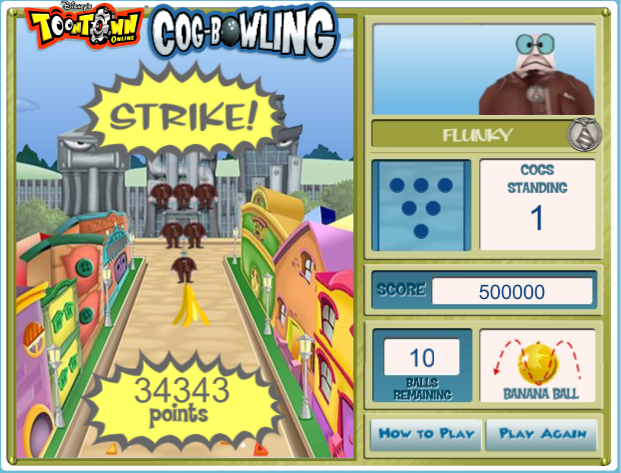 Disney's
TOONTOWN
ONLINE
COG-BOWLING
STRIKE!
FLUNKY
COGS
STANDING
1
SCORE 500000
10
BALLS
REMAINING
BANANA BALL
34343
points
HOW TO PLAY
PLAY AGAIN